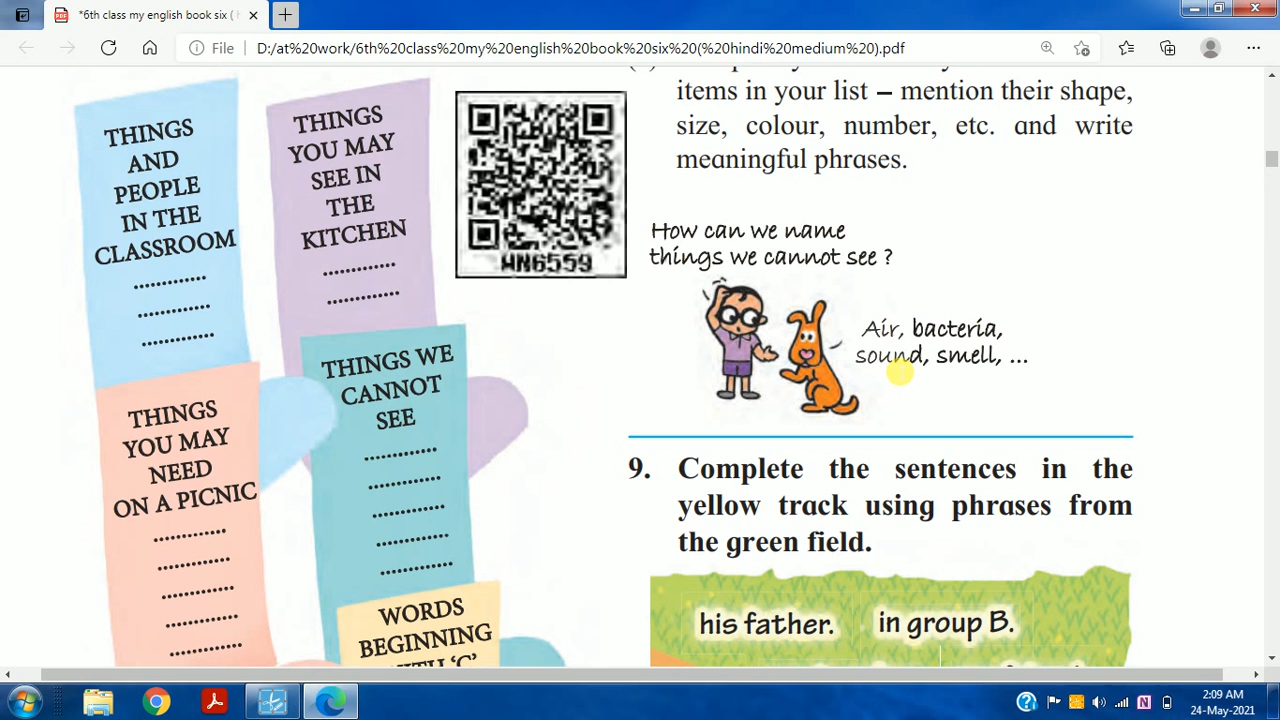 *6th class my english book six ( h
File
D:/at%20work/6th%20class%20my%20english%20book%20six%20(%20hindi%20medium%20).pdf
THINGS
AND
PEOPLE
IN THE
CLASSROOM
THINGS
YOU MAY
SEE IN
THE
KITCHEN
WN6559
THINGS
YOU MAY
NEED
ON A PICNIC
THINGS WE
CANNOT
SEE
WORDS
BEGINNING
WITH 'C'
items in your list – mention their shape,
size, colour, number, etc. and write
meaningful phrases.
How can we name
things we cannot see ?
Air, bacteria,
sound, smell, ...
9. Complete the sentences in the
yellow track using phrases from
the green field.
his father.
in group B.
2:09 AM
24-May-2021